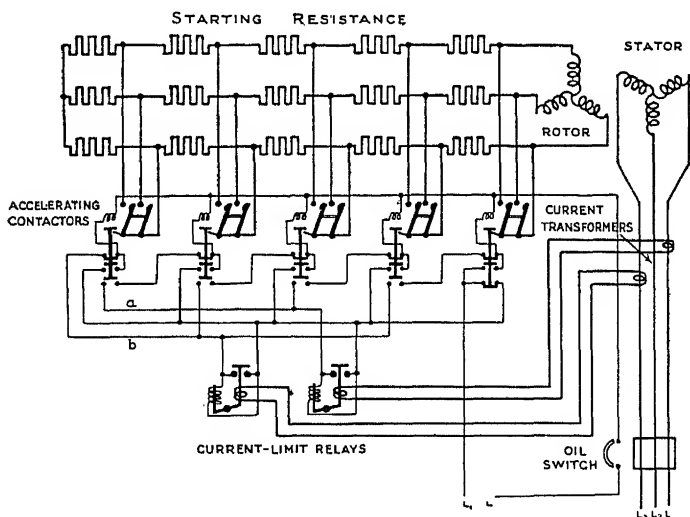 STARTING RESISTANCE
STATOR
ROTOR
ACCELERATING
CONTACTORS
CURRENT
TRANSFORMERS
a
b
CURRENT-LIMIT RELAYS
OIL
SWITCH